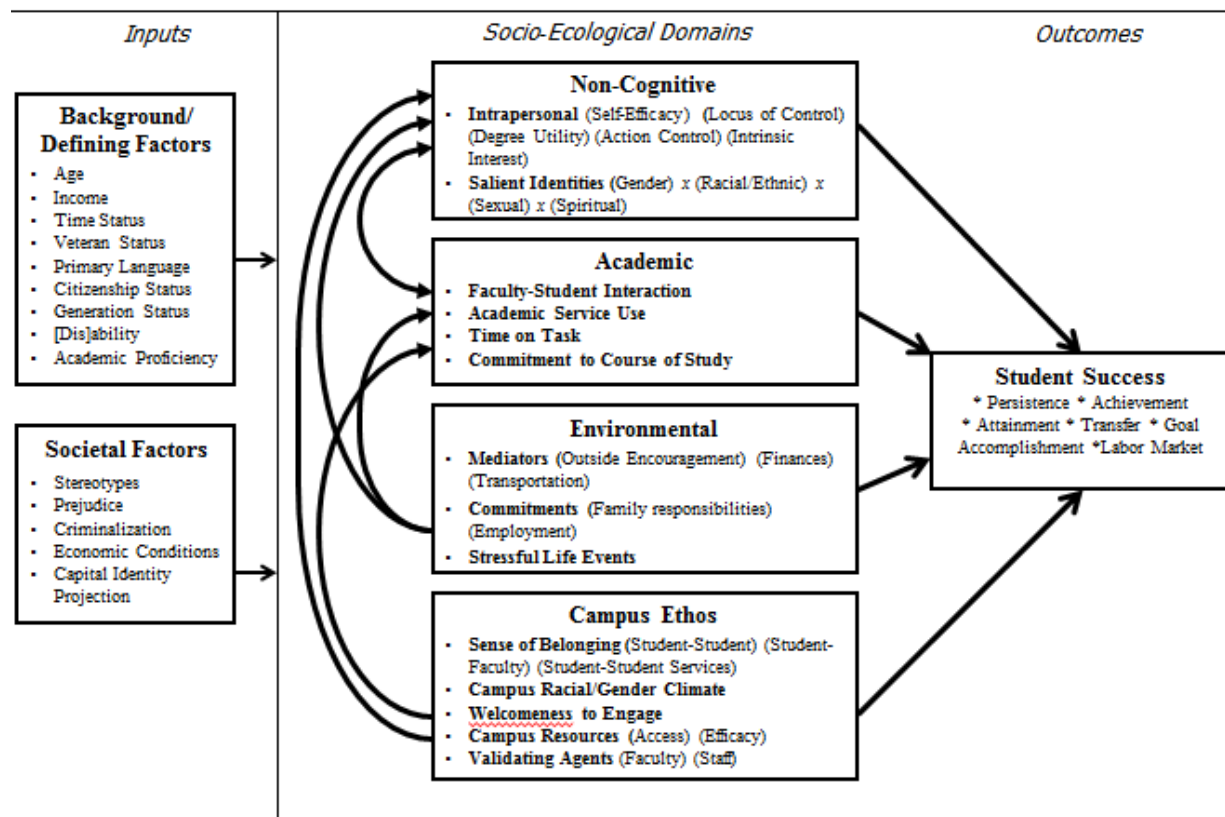 Inputs
Socio-Ecological Domains
Outcomes
Background/
Defining Factors
▪ Age
▪ Income
▪ Time Status
▪ Veteran Status
▪ Primary Language
▪ Citizenship Status
▪ Generation Status
▪ [Dis]ability
▪ Academic Proficiency
Societal Factors
▪ Stereotypes
▪ Prejudice
▪ Criminalization
▪ Economic Conditions
▪ Capital Identity
Projection
Non-Cognitive
▪ Intrapersonal (Self-Efficacy) (Locus of Control)
(Degree Utility) (Action Control) (Intrinsic
Interest)
▪ Salient Identities (Gender) x (Racial/Ethnic) x
(Sexual) x (Spiritual)
Academic
▪ Faculty-Student Interaction
▪ Academic Service Use
▪ Time on Task
▪ Commitment to Course of Study
Environmental
▪ Mediators (Outside Encouragement) (Finances)
(Transportation)
▪ Commitments (Family responsibilities)
(Employment)
▪ Stressful Life Events
Campus Ethos
▪ Sense of Belonging (Student-Student) (Student-
Faculty) (Student-Student Services)
▪ Campus Racial/Gender Climate
▪ Welcomeness to Engage
▪ Campus Resources (Access) (Efficacy)
▪ Validating Agents (Faculty) (Staff)
Student Success
* Persistence * Achievement
* Attainment * Transfer * Goal
Accomplishment *Labor Market